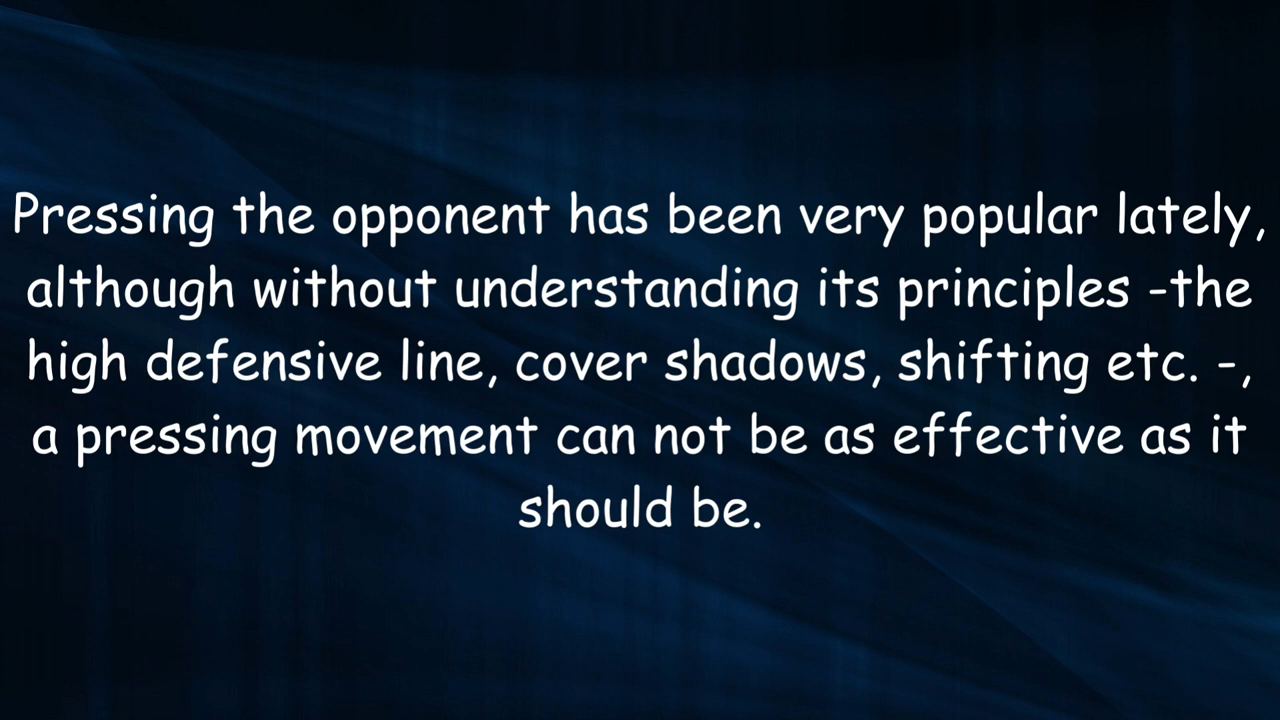 Pressing the opponent has been very popular lately,
although without understanding its principles -the
high defensive line, cover shadows, shifting etc. -,
a pressing movement can not be as effective as it
should be.